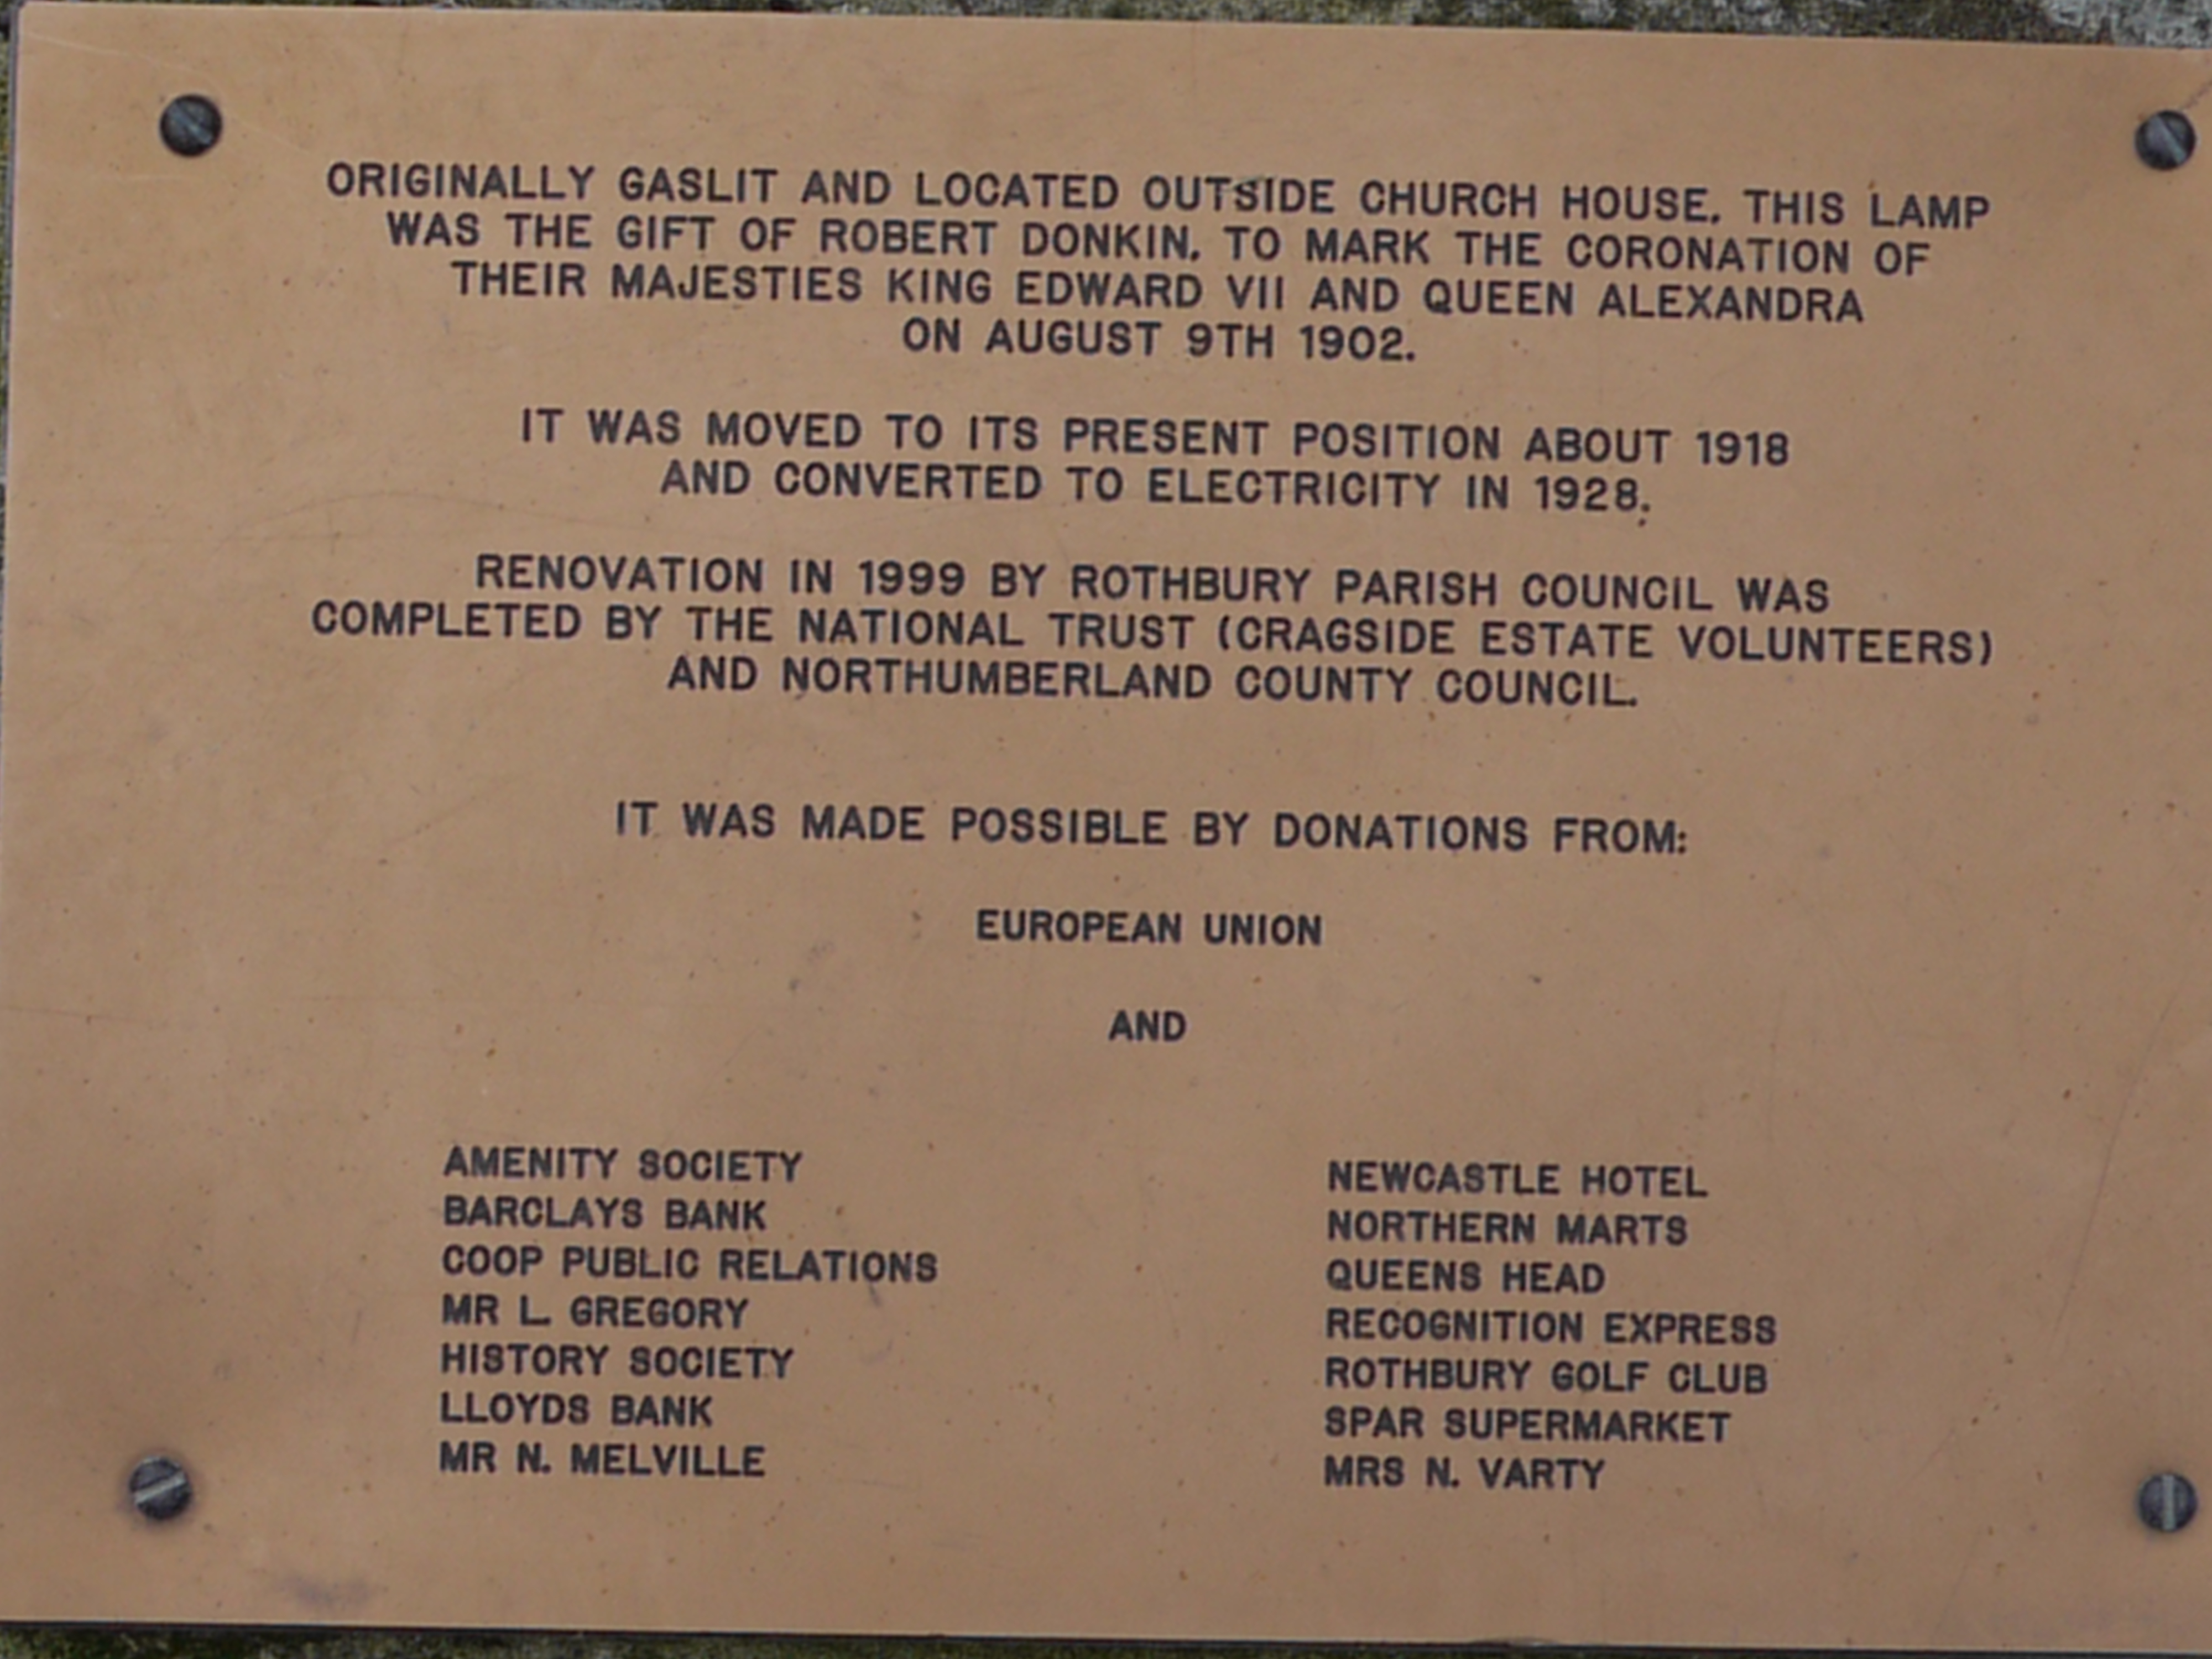 ORIGINALLY GASLIT AND LOCATED OUTSIDE CHURCH HOUSE, THIS LAMP
WAS THE GIFT OF ROBERT DONKIN, TO MARK THE CORONATION OF
THEIR MAJESTIES KING EDWARD VII AND QUEEN ALEXANDRA
ON AUGUST 9TH 1902.
IT WAS MOVED TO ITS PRESENT POSITION ABOUT 1918
AND CONVERTED TO ELECTRICITY IN 1928.
RENOVATION IN 1999 BY ROTHBURY PARISH COUNCIL WAS
COMPLETED BY THE NATIONAL TRUST (CRAGSIDE ESTATE VOLUNTEERS)
AND NORTHUMBERLAND COUNTY COUNCIL.
IT WAS MADE POSSIBLE BY DONATIONS FROM:
EUROPEAN UNION
AND
AMENITY SOCIETY
BARCLAYS BANK
COOP PUBLIC RELATIONS
MR L. GREGORY
HISTORY SOCIETY
LLOYDS BANK
MR N. MELVILLE
NEWCASTLE HOTEL
NORTHERN MARTS
QUEENS HEAD
RECOGNITION EXPRESS
ROTHBURY GOLF CLUB
SPAR SUPERMARKET
MRS N. VARTY